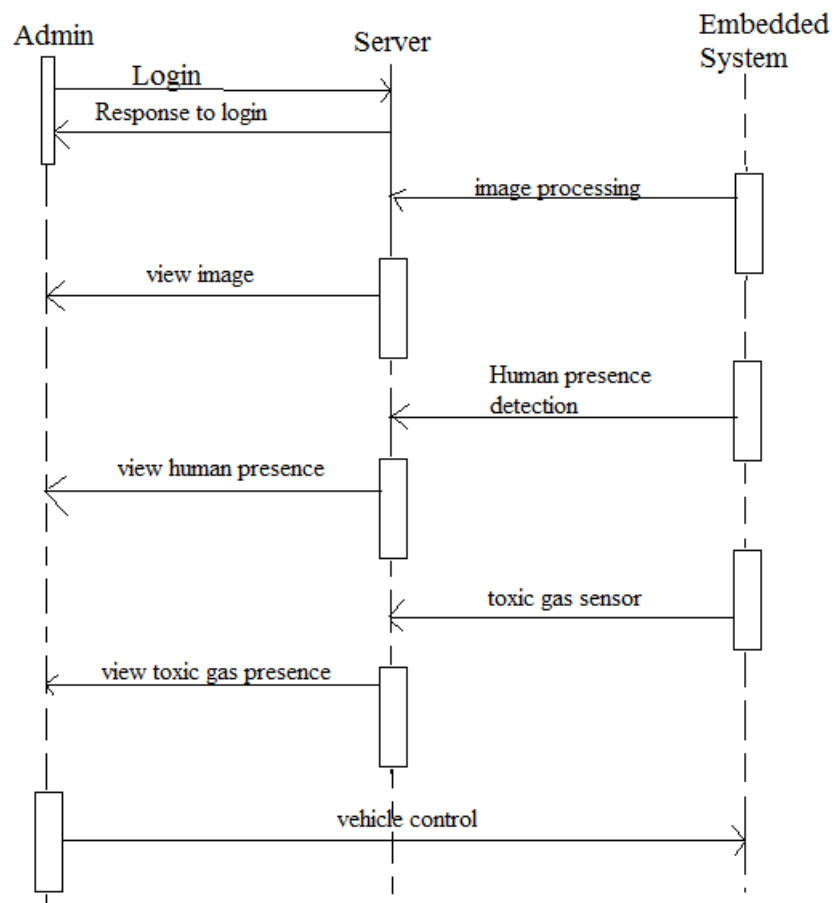 Admin
Server
Embedded
System
Login
Response to login
image processing
view image
Human presence
detection
view human presence
toxic gas sensor
view toxic gas presence
vehicle control